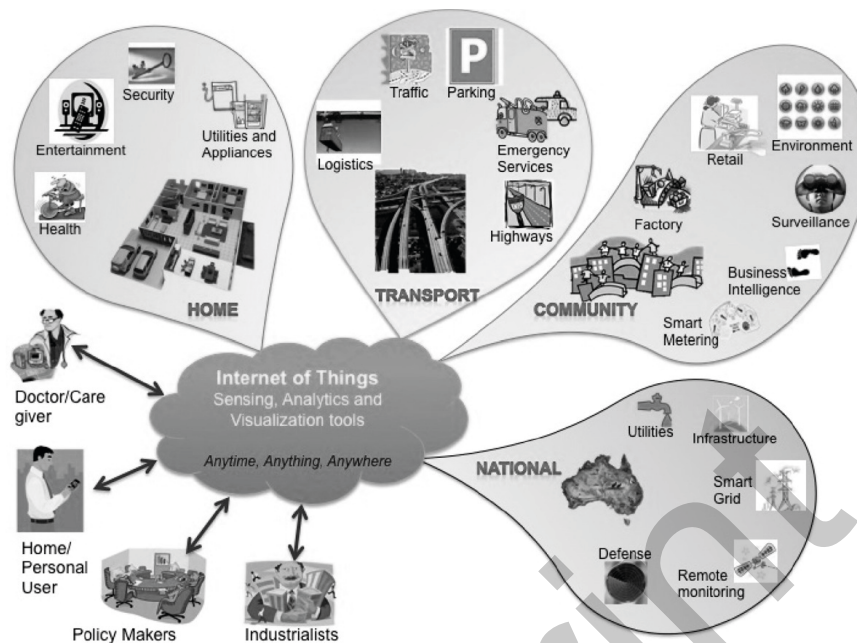 Security
Entertainment
Utilities and
Appliances
Health
HOME
Traffic
P
Parking
Logistics
Emergency
Services
Highways
TRANSPORT
Retail
Environment
Factory
Surveillance
Business
Intelligence
COMMUNITY
Smart
Metering
Internet of Things
Sensing, Analytics and
Visualization tools
Anytime, Anything, Anywhere
Doctor/Care
giver
Home/
Personal
User
Policy Makers
Industrialists
Utilities
Infrastructure
NATIONAL
Smart
Grid
Defense
Remote
monitoring